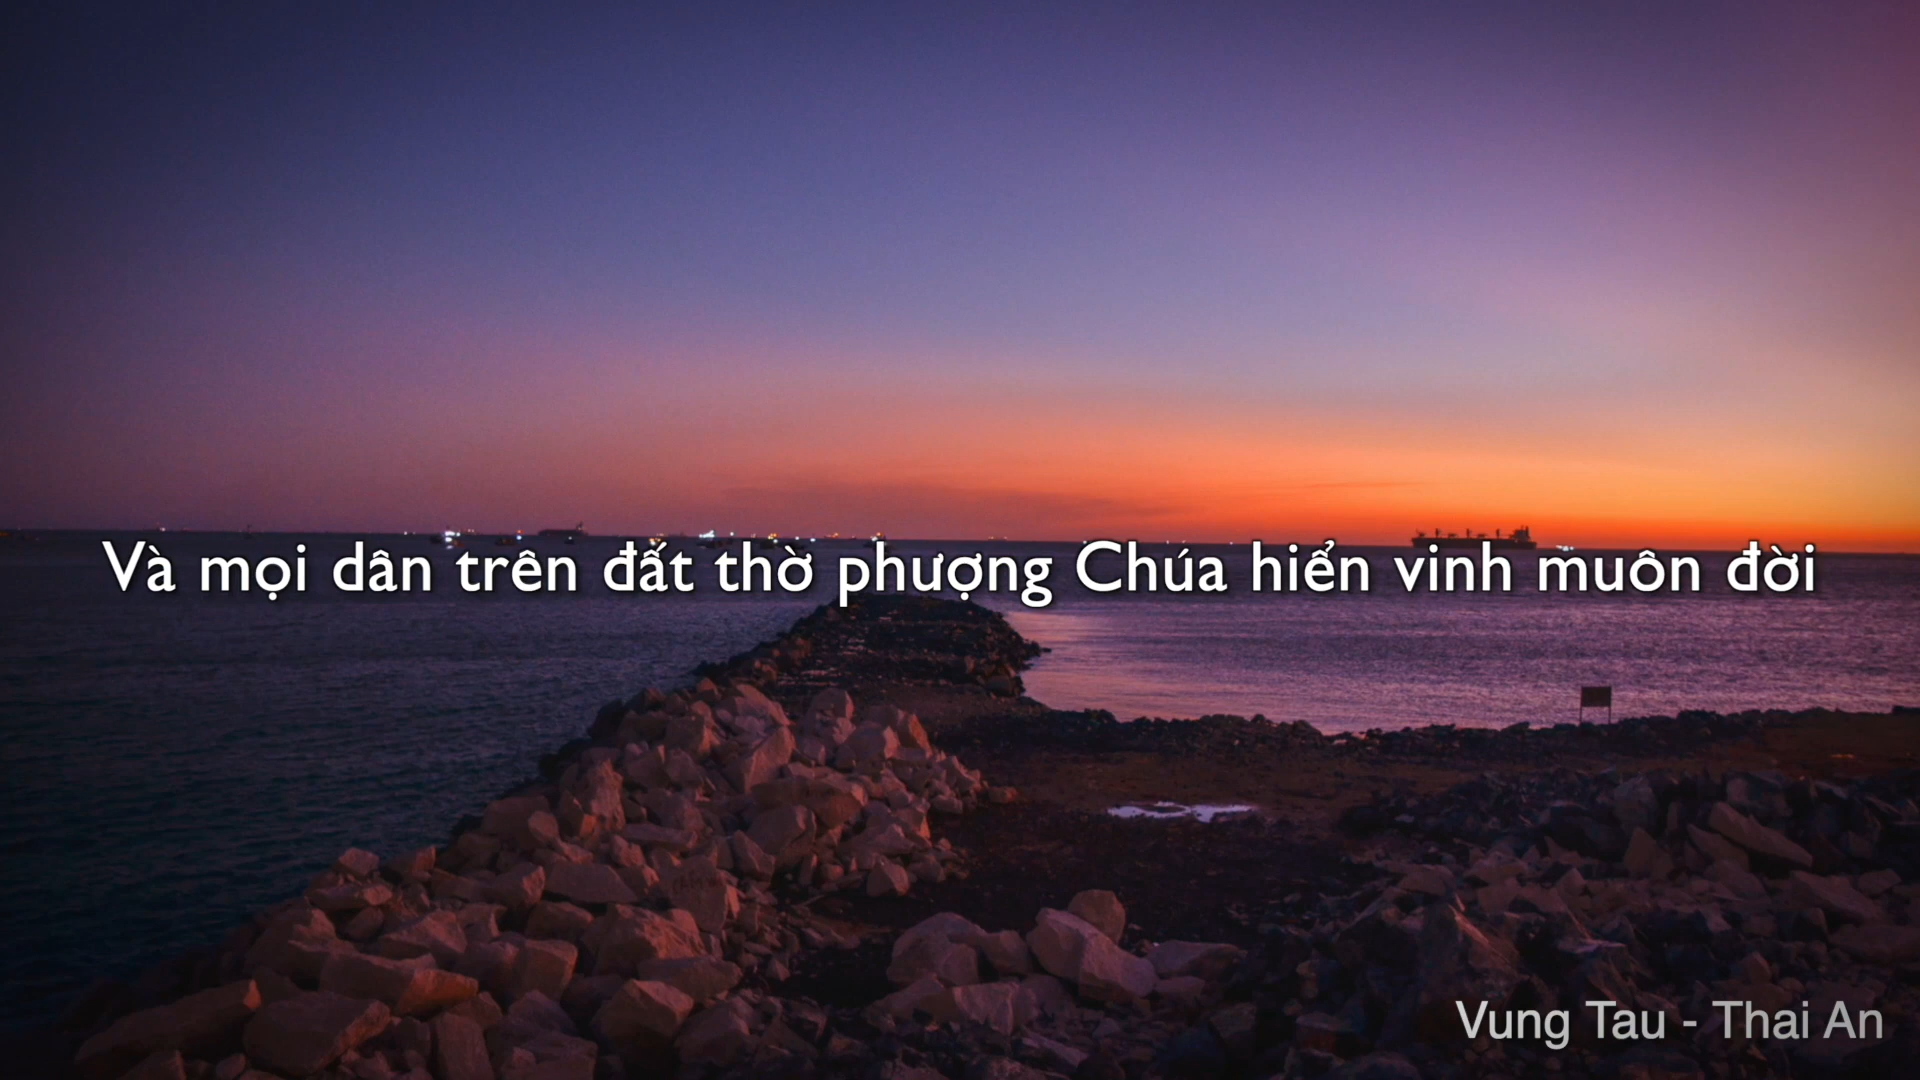 Và mọi dân trên đất thờ phượng Chúa hiển vinh muôn đời
Vung Tau - Thai An